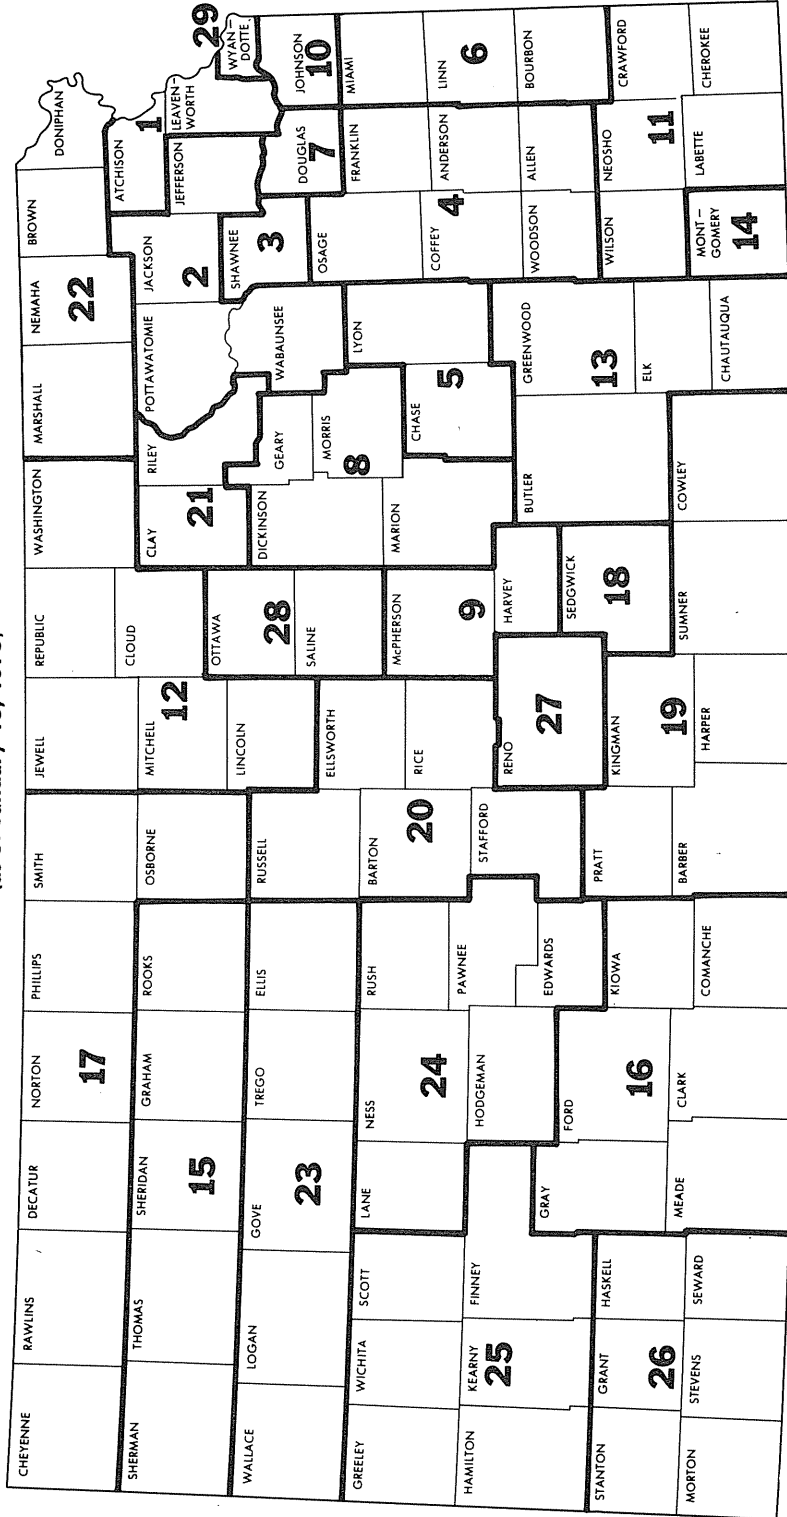 CHEYENNE
RAWLINS
DECATUR
NORTON
PHILLIPS
SMITH
JEWELL
REPUBLIC
WASHINGTON
MARSHALL
NEMAHA
BROWN
DONIPHAN
17
22
SHERMAN
THOMAS
SHERIDAN
GRAHAM
ROOKS
OSBORNE
MITCHELL
CLOUD
CLAY
RILEY
POTTAWATOMIE
JACKSON
ATCHISON
15
12
21
2
1
JEFFERSON
LEAVEN-
WORTH
WYAN-
DOTTE
29
WALLACE
LOGAN
GOVE
TREGO
ELLIS
RUSSELL
LINCOLN
OTTAWA
28
SALINE
DICKINSON
GEARY
MORRIS
8
WABAUNSEE
SHAWNEE
3
DOUGLAS
7
JOHNSON
10
23
ELLSWORTH
GREELEY
WICHITA
SCOTT
LANE
NESS
24
RUSH
BARTON
20
RICE
McPHERSON
9
MARION
CHASE
5
LYON
OSAGE
FRANKLIN
MIAMI
HAMILTON
KEARNY
25
FINNEY
HODGEMAN
PAWNEE
STAFFORD
RENO
27
HARVEY
COFFEY
4
ANDERSON
LINN
6
GRAY
FORD
16
EDWARDS
PRATT
KINGMAN
19
SEDGWICK
18
BUTLER
GREENWOOD
13
WOODSON
ALLEN
BOURBON
STANTON
GRANT
26
HASKELL
KIOWA
WILSON
NEOSHO
11
CRAWFORD
ELK
MORTON
STEVENS
SEWARD
MEADE
CLARK
COMANCHE
BARBER
HARPER
SUMNER
COWLEY
CHAUTAUQUA
MONT-
GOMERY
14
LABETTE
CHEROKEE